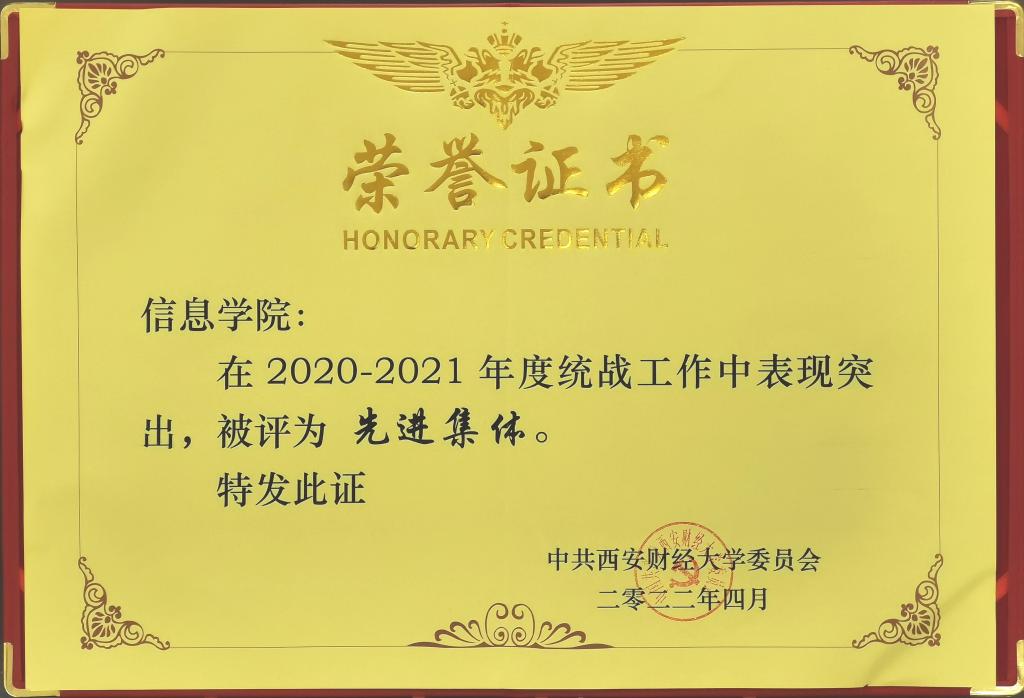 荣誉证书
HONORARY CREDENTIAL
信息学院:
在 2020-2021 年度统战工作中表现突
出，被评为 先进集体。
特发此证
中共西安财经大学委员会
二零二二年四月